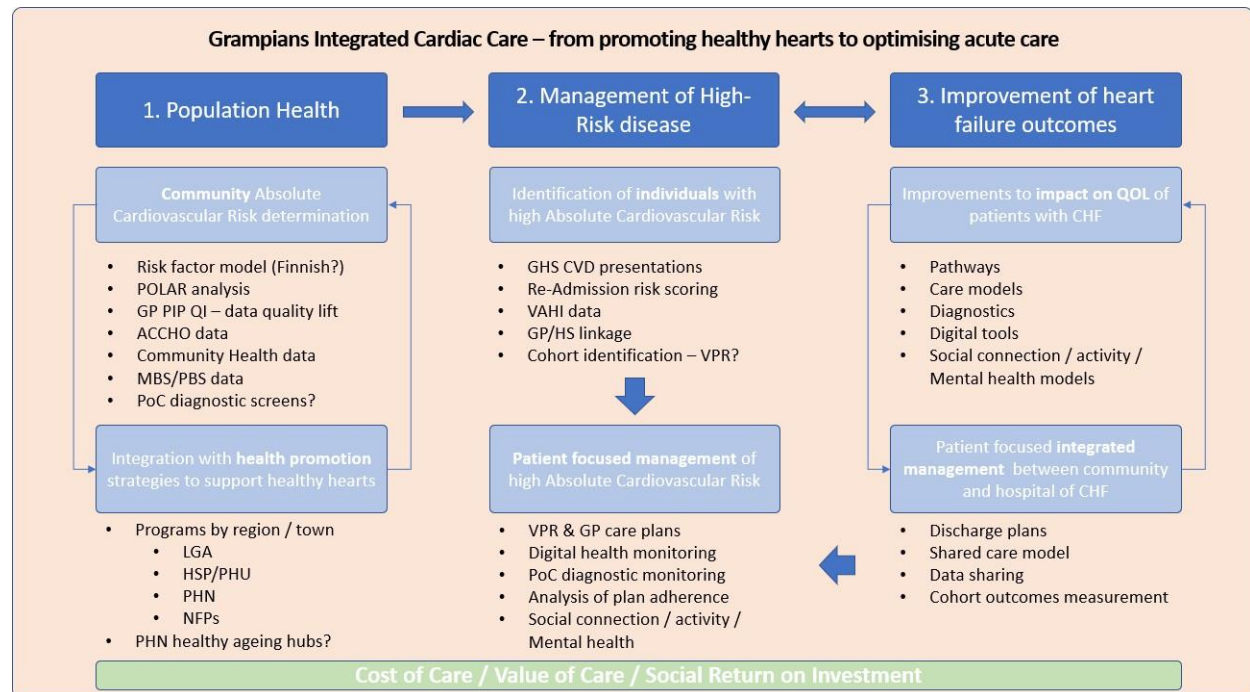 Grampians Integrated Cardiac Care – from promoting healthy hearts to optimising acute care
1. Population Health
2. Management of High-
Risk disease
3. Improvement of heart
failure outcomes
Community Absolute
Cardiovascular Risk determination
• Risk factor model (Finnish?)
• POLAR analysis
• GP PIP QI – data quality lift
• ACCHO data
• Community Health data
• MBS/PBS data
• PoC diagnostic screens?
Integration with health promotion
strategies to support healthy hearts
• Programs by region / town
• LGA
• HSP/PHU
• PHN
• NFPs
• PHN healthy ageing hubs?
Identification of individuals with
high Absolute Cardiovascular Risk
• GHS CVD presentations
• Re-Admission risk scoring
• VAHI data
• GP/HS linkage
• Cohort identification – VPR?
Patient focused management of
high Absolute Cardiovascular Risk
• VPR & GP care plans
• Digital health monitoring
• PoC diagnostic monitoring
• Analysis of plan adherence
• Social connection / activity /
Mental health
Improvements to impact on QOL of
patients with CHF
• Pathways
• Care models
• Diagnostics
• Digital tools
• Social connection / activity /
Mental health models
Patient focused integrated
management between community
and hospital of CHF
• Discharge plans
• Shared care model
• Data sharing
• Cohort outcomes measurement
Cost of Care / Value of Care / Social Return on Investment